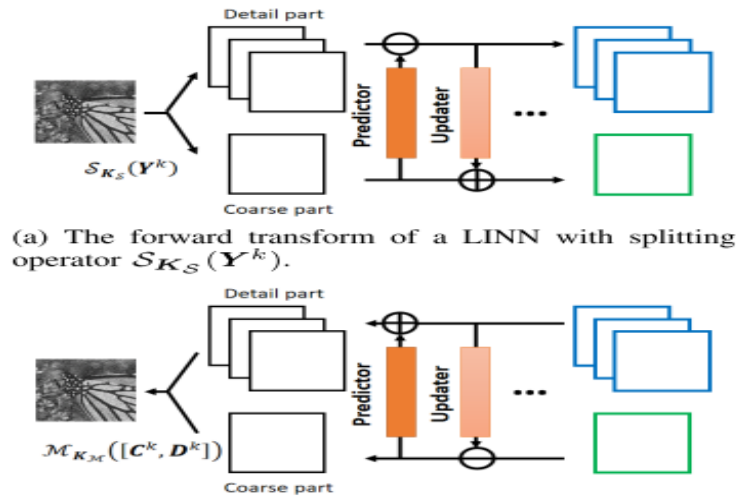 Detail part
Predictor
Updater
...
𝒮_{K_𝒮}(Y^k)
Coarse part
(a) The forward transform of a LINN with splitting
operator 𝒮_{K_𝒮}(Y^k).
Detail part
Predictor
Updater
...
ℳ_{K_ℳ}([C^k, D^k])
Coarse part